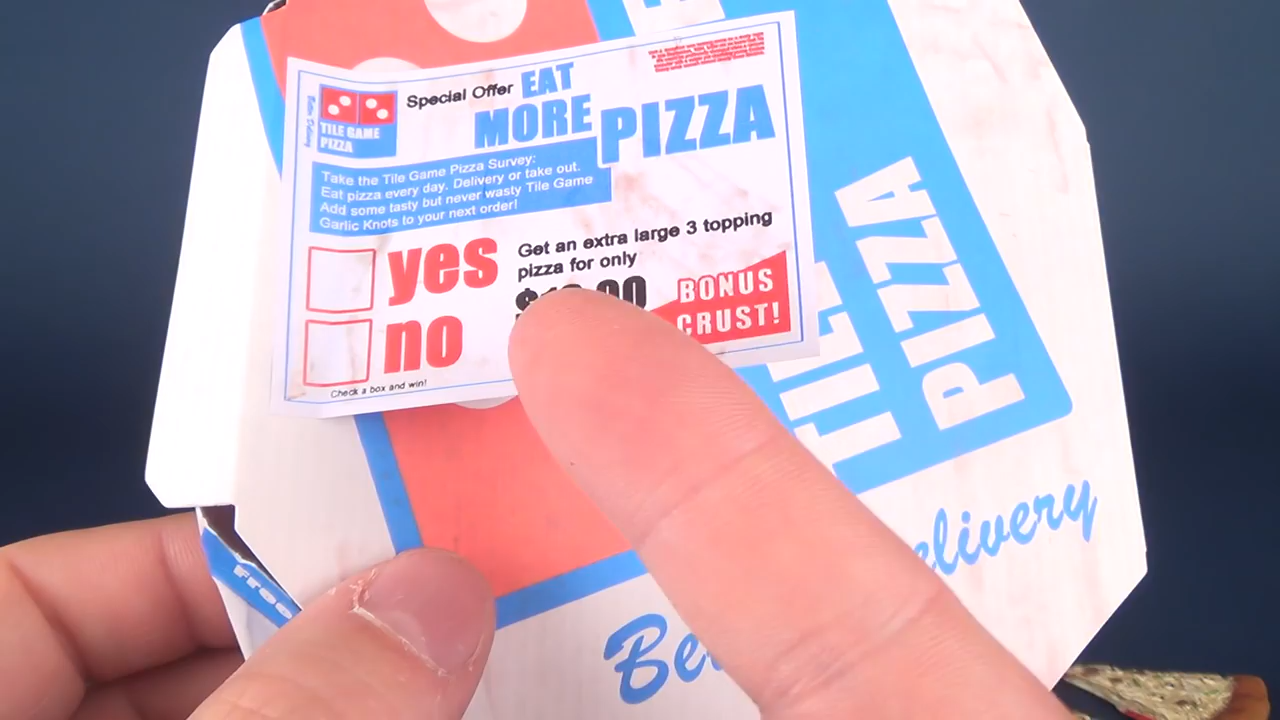 Special Offer EAT
MORE PIZZA
TILE GAME
PIZZA
Take the Tile Game Pizza Survey:
Eat pizza every day. Delivery or take out.
Add some tasty but never wasty Tile Game
Garlic Knots to your next order!
yes
no
Check a box and win!
Get an extra large 3 topping
pizza for only
BONUS
CRUST!
PIZZA
Free